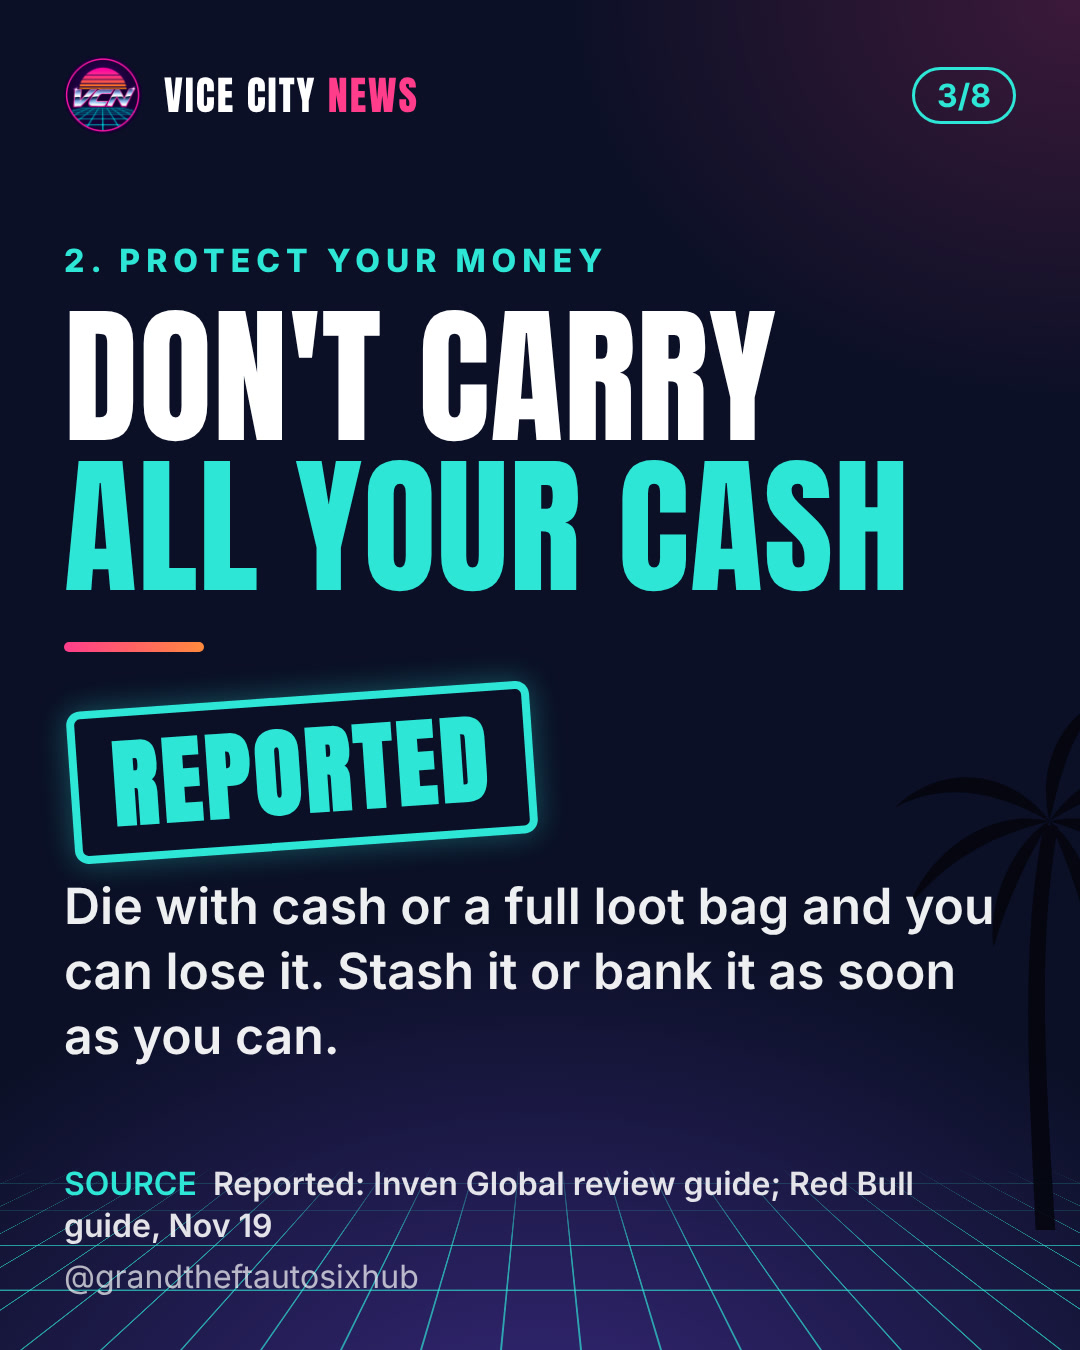 VCN
VICE CITY NEWS
3/8
2. PROTECT YOUR MONEY
DON'T CARRY
ALL YOUR CASH
REPORTED
Die with cash or a full loot bag and you
can lose it. Stash it or bank it as soon
as you can.
SOURCE Reported: Inven Global review guide; Red Bull
guide, Nov 19
@grandtheftautosixhub